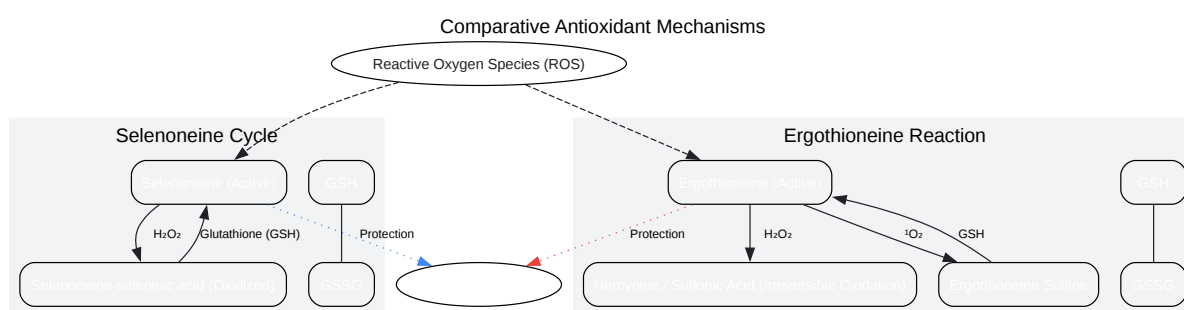 Comparative Antioxidant Mechanisms
Reactive Oxygen Species (ROS)
Selenoneine Cycle
Ergothioneine Reaction
Selenoneine (Active)
GSH
Ergothioneine (Active)
GSH
H₂O₂
Glutathione (GSH)
Protection
Protection
H₂O₂
¹O₂
GSH
Selenoneine-seleninic acid (Oxidized)
GSSG
Hercynine / Sulfonic Acid (Irreversible Oxidation)
Ergothioneine Sulfine
GSSG